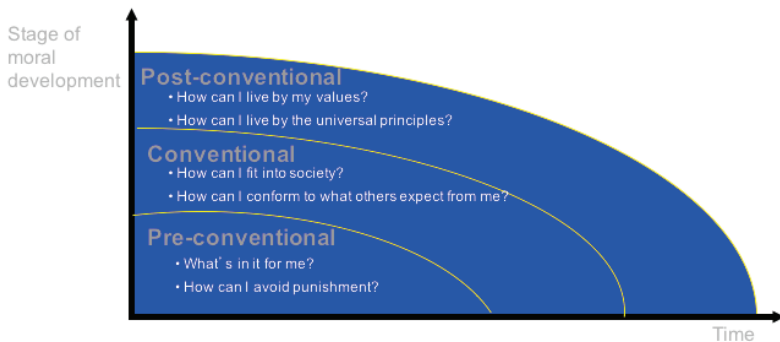 Stage of
moral
development
Post-conventional
• How can I live by my values?
• How can I live by the universal principles?
Conventional
• How can I fit into society?
• How can I conform to what others expect from me?
Pre-conventional
• What's in it for me?
• How can I avoid punishment?
Time